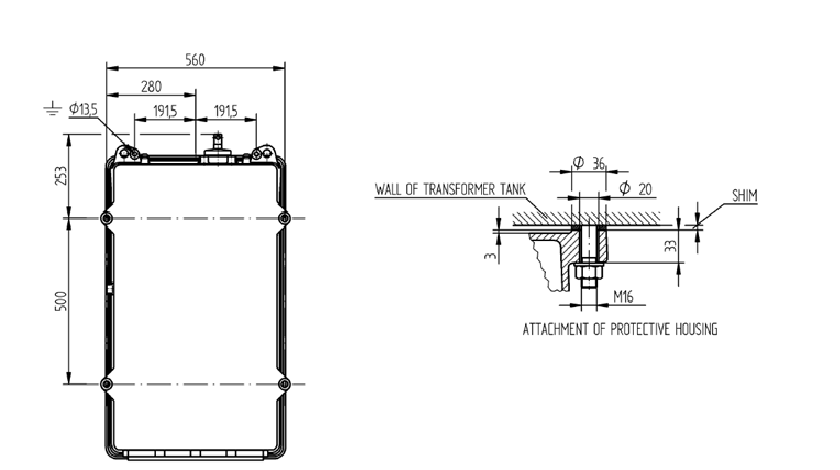 560
280
Ø13,5
191,5
191,5
253
500
Ø 36
WALL OF TRANSFORMER TANK
Ø 20
SHIM
3
33
M16
ATTACHMENT OF PROTECTIVE HOUSING